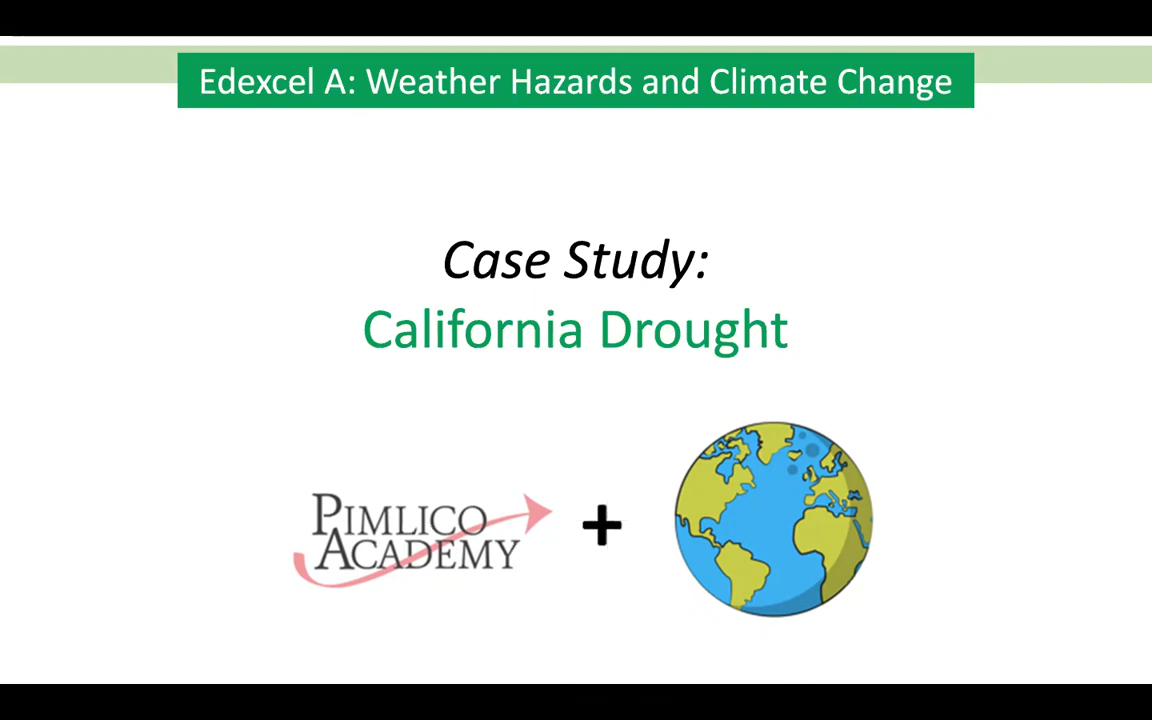 Edexcel A: Weather Hazards and Climate Change
Case Study:
California Drought
PIMLICO
ACADEMY
+